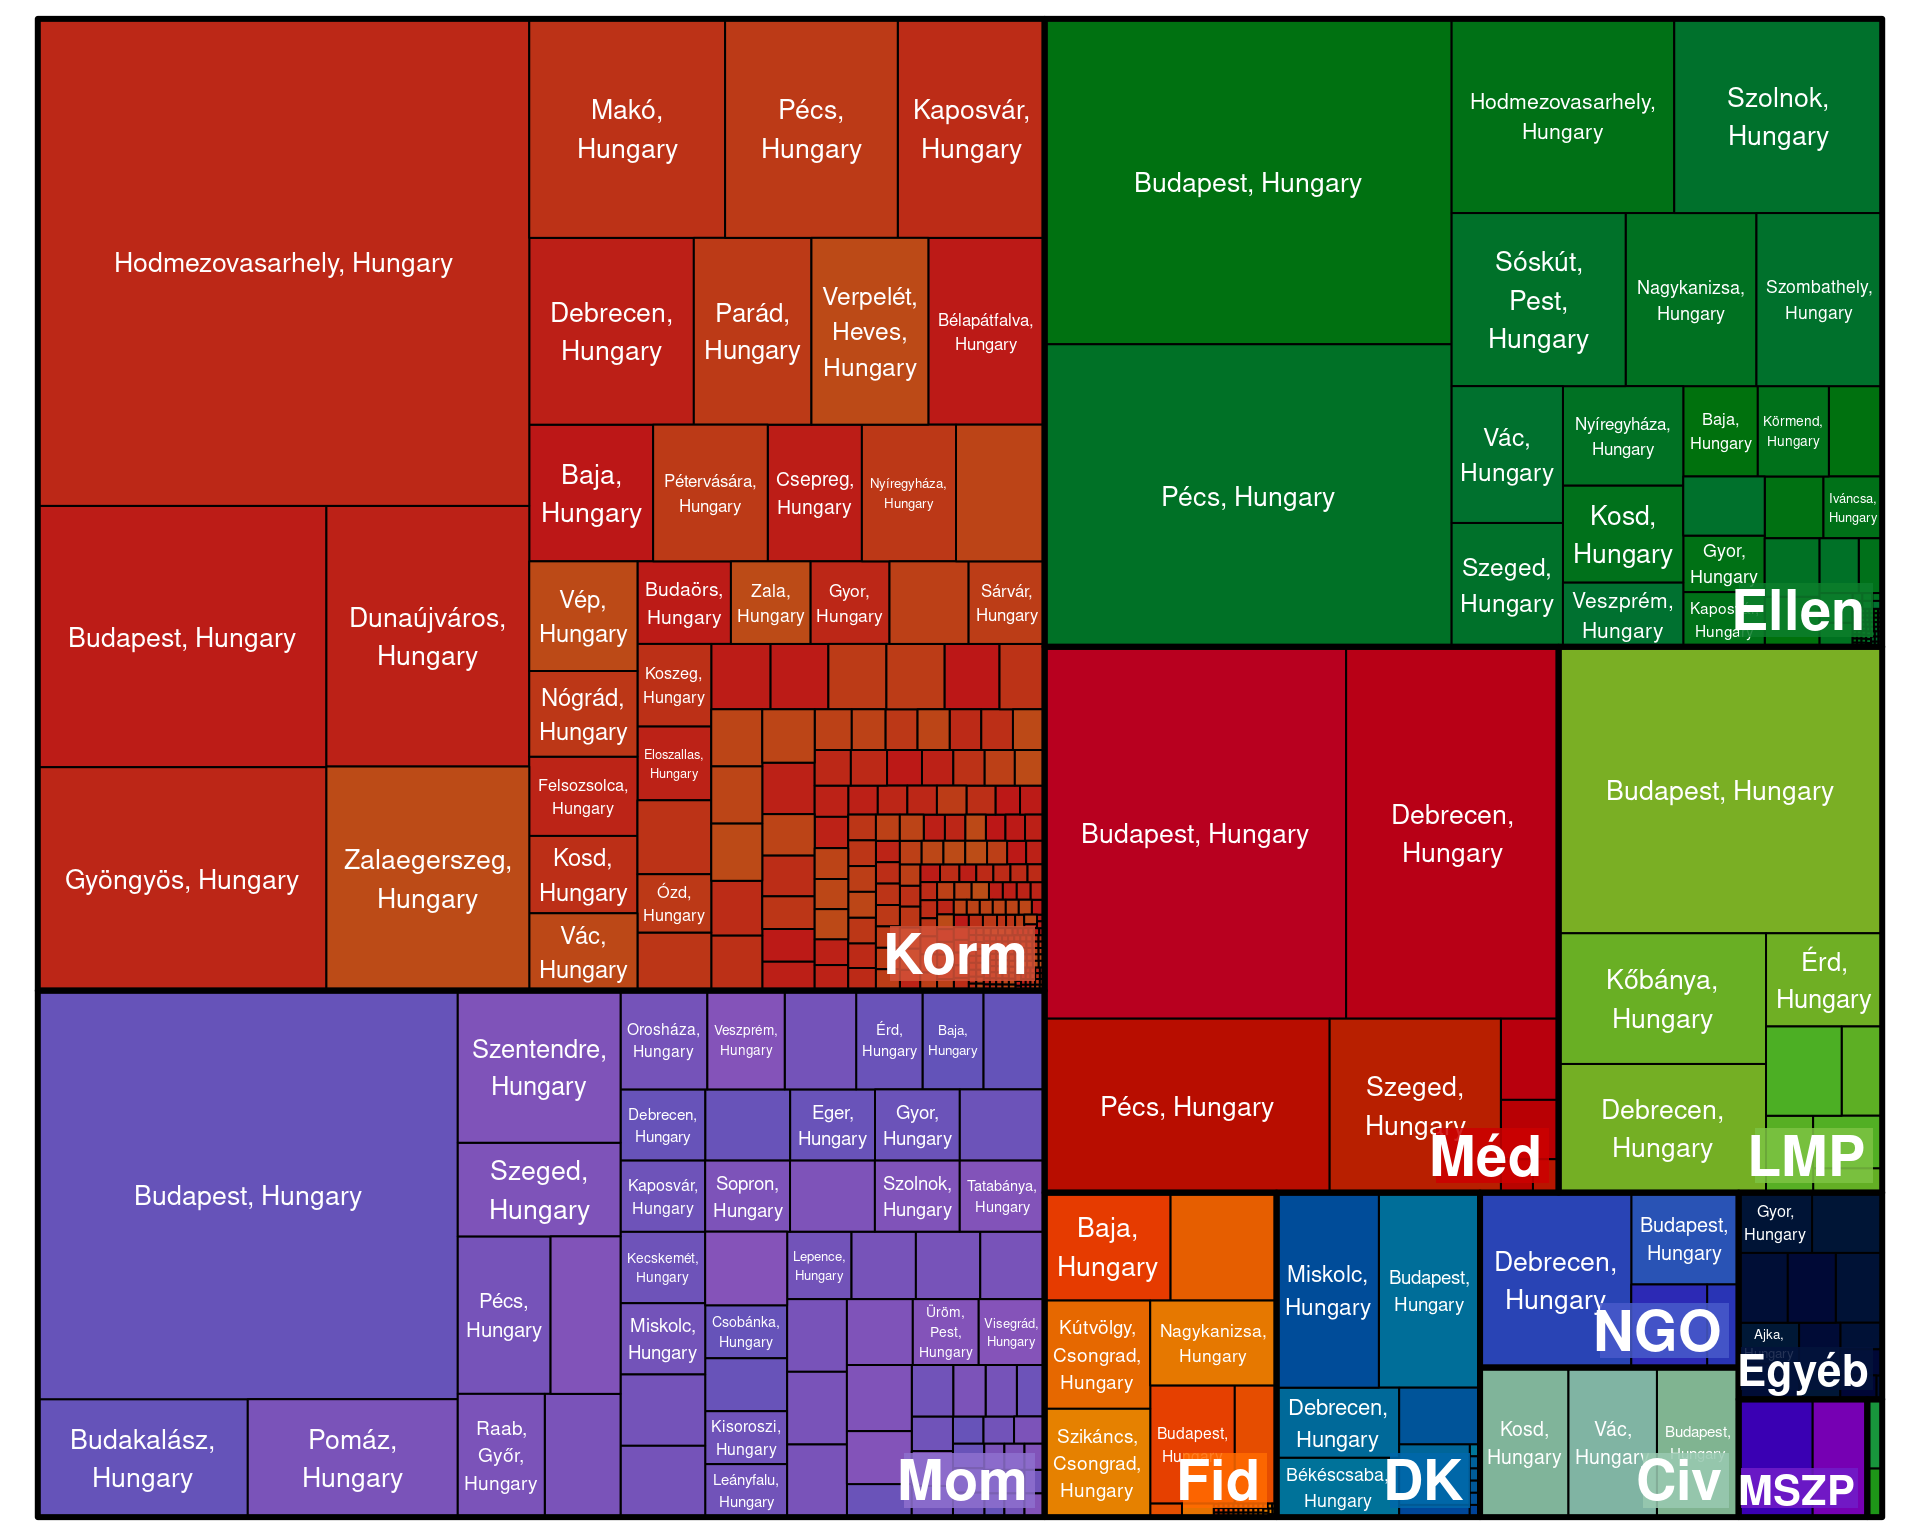 Hodmezovasarhely, Hungary
Makó,
Hungary
Pécs,
Hungary
Kaposvár,
Hungary
Debrecen,
Hungary
Parád,
Hungary
Verpelét,
Heves,
Hungary
Bélapátfalva,
Hungary
Baja,
Hungary
Pétervására,
Hungary
Csepreg,
Hungary
Nyíregyháza,
Hungary
Budapest, Hungary
Dunaújváros,
Hungary
Gyöngyös, Hungary
Zalaegerszeg,
Hungary
Vép,
Hungary
Budaörs,
Hungary
Zala,
Hungary
Gyor,
Hungary
Sárvár,
Hungary
Nógrád,
Hungary
Koszeg,
Hungary
Eloszallas,
Hungary
Felsozsolca,
Hungary
Kosd,
Hungary
Ózd,
Hungary
Vác,
Hungary
Korm
Budapest, Hungary
Pécs, Hungary
Hodmezovasarhely,
Hungary
Szolnok,
Hungary
Sóskút,
Pest,
Hungary
Nagykanizsa,
Hungary
Szombathely,
Hungary
Vác,
Hungary
Nyíregyháza,
Hungary
Baja,
Hungary
Körmend,
Hungary
Iváncsa,
Hungary
Kosd,
Hungary
Gyor,
Hungary
Szeged,
Hungary
Veszprém,
Hungary
Kapos
Hungary
Ellen
Budapest, Hungary
Debrecen,
Hungary
Pécs, Hungary
Szeged,
Hungary
Méd
Budapest, Hungary
Kőbánya,
Hungary
Érd,
Hungary
Debrecen,
Hungary
LMP
Budapest, Hungary
Budakalász,
Hungary
Pomáz,
Hungary
Szentendre,
Hungary
Szeged,
Hungary
Pécs,
Hungary
Raab,
Győr,
Hungary
Orosháza,
Hungary
Veszprém,
Hungary
Érd,
Hungary
Baja,
Hungary
Debrecen,
Hungary
Eger,
Hungary
Gyor,
Hungary
Kaposvár,
Hungary
Sopron,
Hungary
Szolnok,
Hungary
Tatabánya,
Hungary
Kecskemét,
Hungary
Lepence,
Hungary
Miskolc,
Hungary
Csobánka,
Hungary
Üröm,
Pest,
Hungary
Visegrád,
Hungary
Kisoroszi,
Hungary
Leányfalu,
Hungary
Mom
Baja,
Hungary
Kútvölgy,
Csongrad,
Hungary
Nagykanizsa,
Hungary
Szikáncs,
Csongrad,
Hungary
Budapest,
Hungary
Fid
Miskolc,
Hungary
Budapest,
Hungary
Debrecen,
Hungary
Békéscsaba,
Hungary
DK
Debrecen,
Hungary
Budapest,
Hungary
NGO
Kosd,
Hungary
Vác,
Hungary
Budapest,
Hungary
Civ
Gyor,
Hungary
Ajka,
Hungary
Egyéb
MSZP